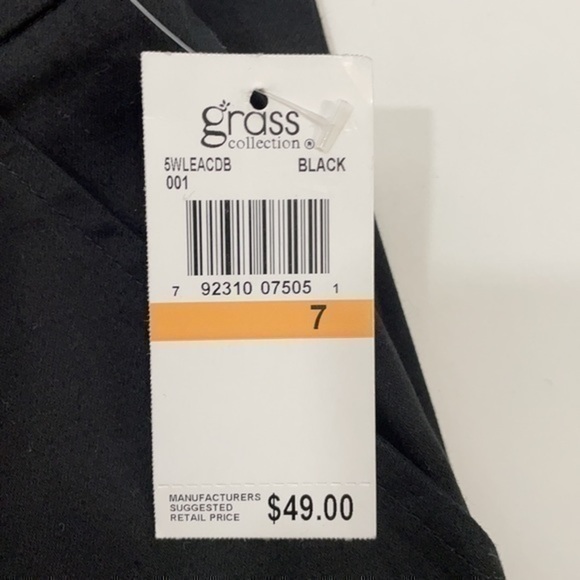 grass
collection ®
5WLEACDB BLACK
001
7 92310 07505 1
7
MANUFACTURERS
SUGGESTED
RETAIL PRICE $49.00